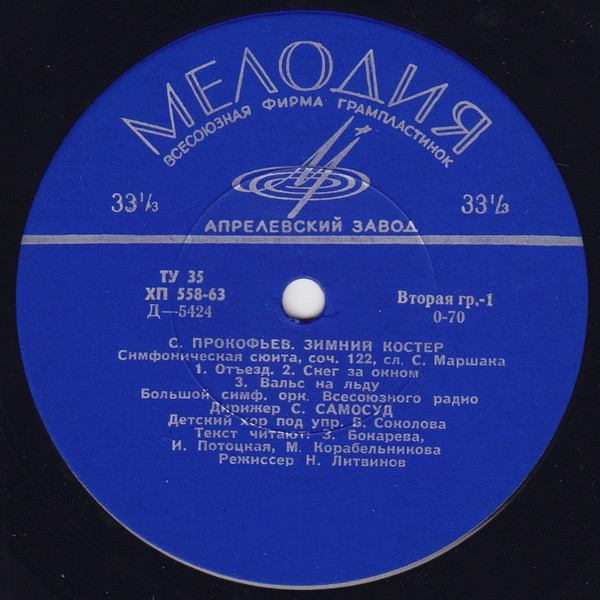 МЕЛОДИЯ
ВСЕСОЮЗНАЯ ФИРМА ГРАМПЛАСТИНОК
33⅓ 33⅓
АПРЕЛЕВСКИЙ ЗАВОД
ТУ 35
ХП 558-63
Д—5424
Вторая гр.-1
0-70
С. ПРОКОФЬЕВ. ЗИМНИЙ КОСТЕР
Симфоническая сюита, соч. 122, сл. С. Маршака
1. Отъезд. 2. Снег за окном
3. Вальс на льду
Большой симф. орк. Всесоюзного радио
Дирижер С. САМОСУД
Детский хор под упр. В. Соколова
Текст читают: З. Бокарева,
И. Потоцкая, М. Корабельникова
Режиссер Н. Литвинов